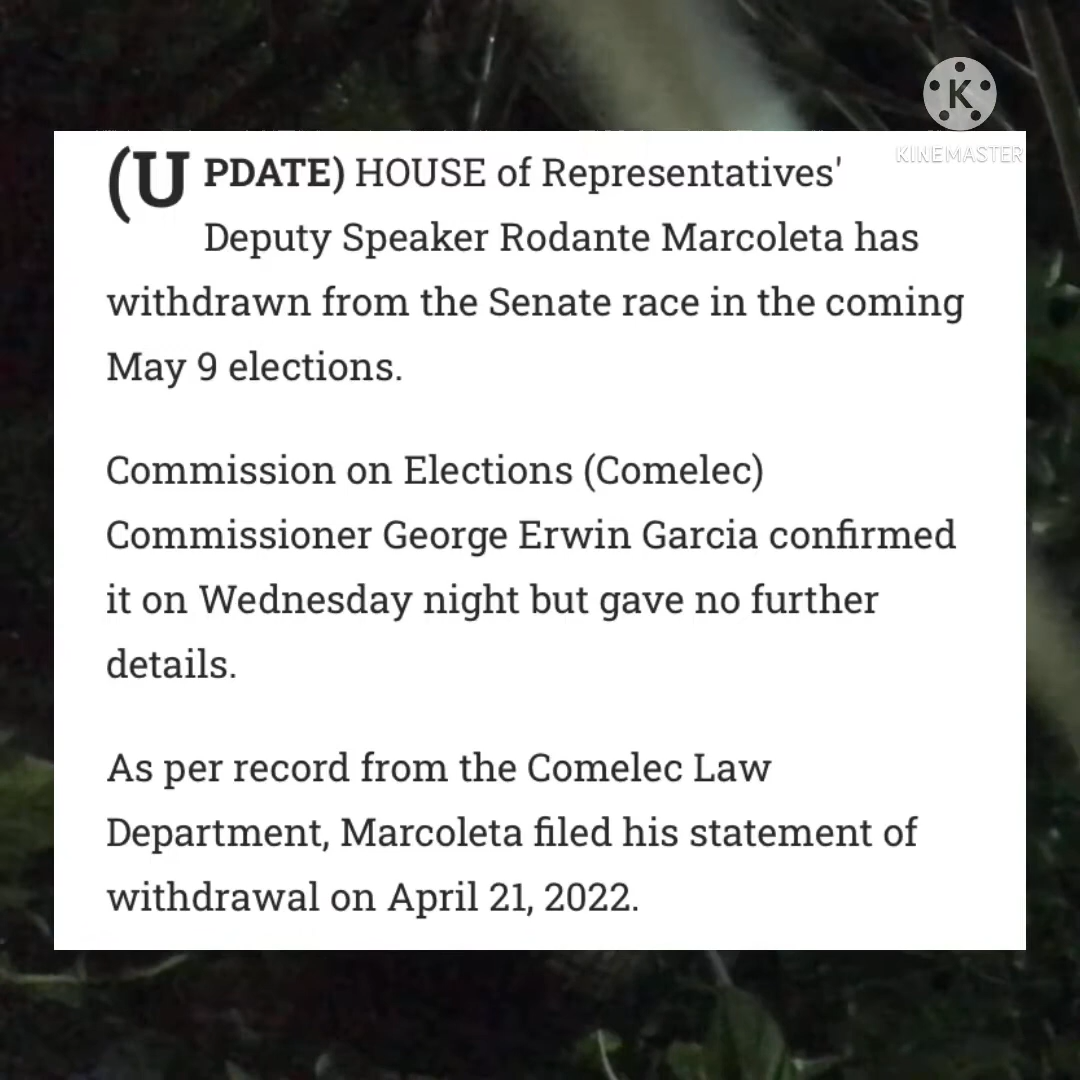 K
KINEMASTER
(UPDATE) HOUSE of Representatives'
Deputy Speaker Rodante Marcoleta has
withdrawn from the Senate race in the coming
May 9 elections.
Commission on Elections (Comelec)
Commissioner George Erwin Garcia confirmed
it on Wednesday night but gave no further
details.
As per record from the Comelec Law
Department, Marcoleta filed his statement of
withdrawal on April 21, 2022.